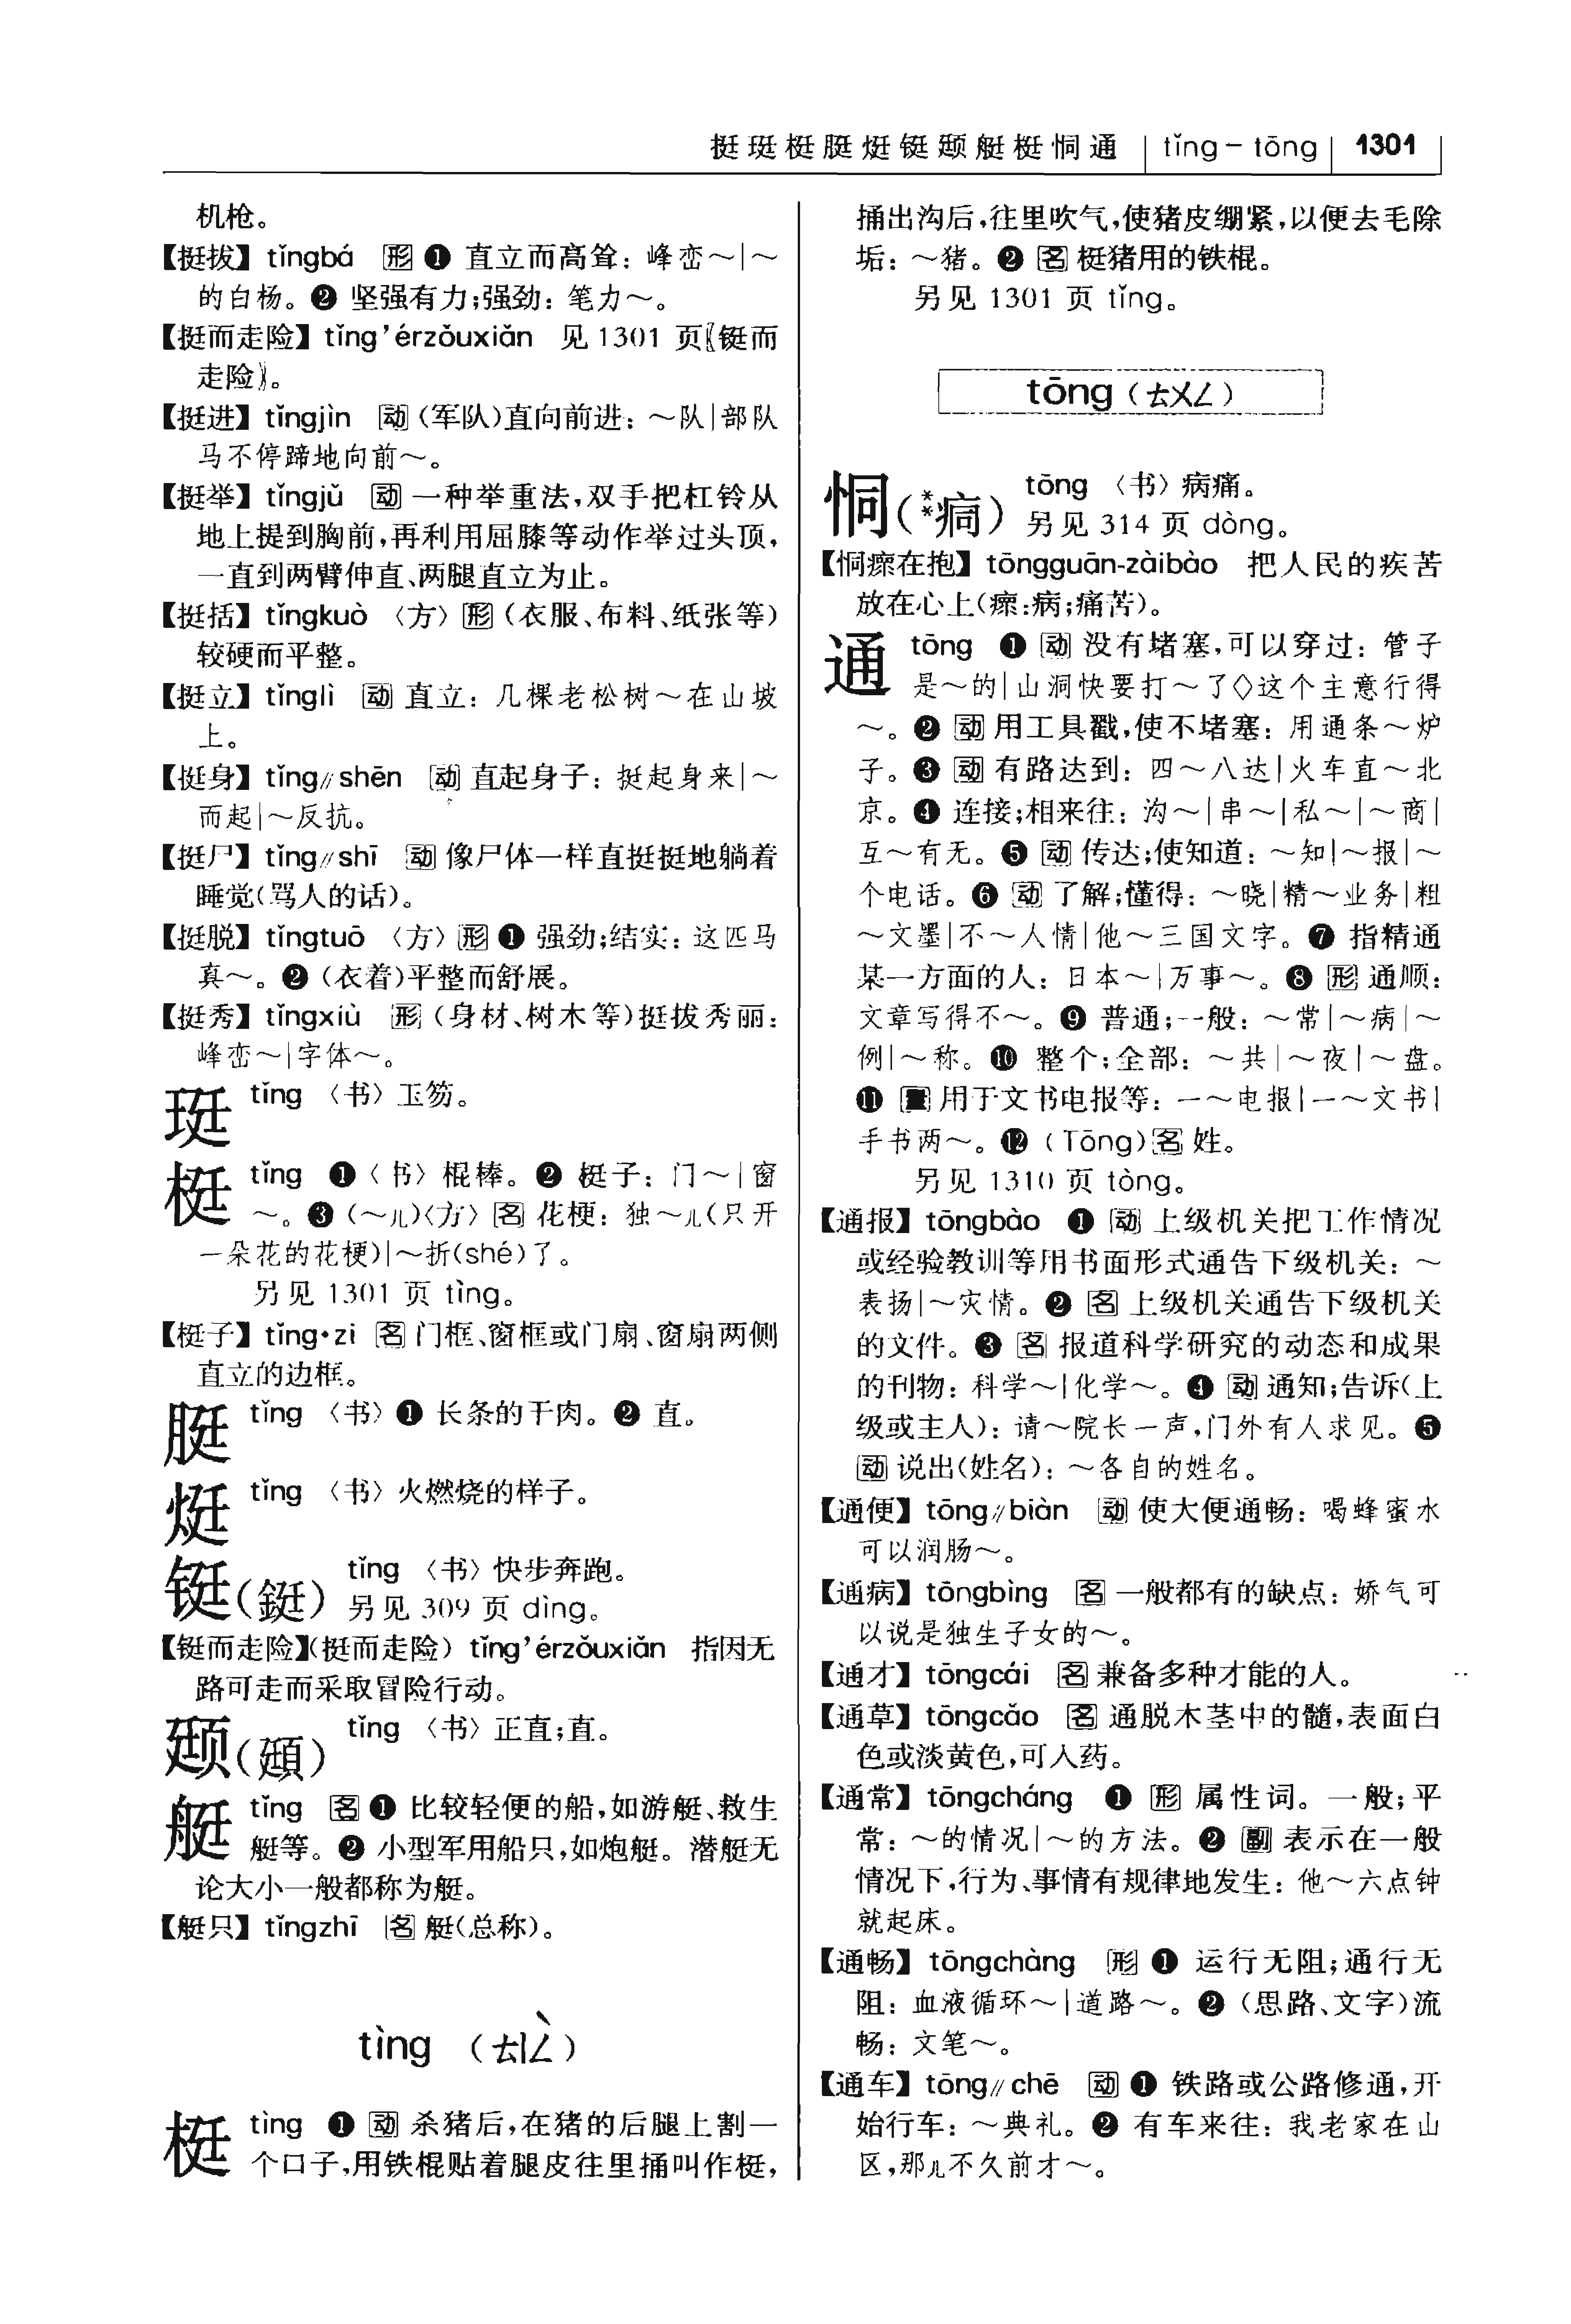 挺珽梃脡烶铤颋艇梃恫通 tǐng－tōng 1301
机枪。
【挺拔】tǐngbá 形 ❶ 直立而高耸：峰峦～|～
的白杨。❷ 坚强有力;强劲：笔力～。
【挺而走险】tǐng’érzǒuxiǎn 见 1301 页〖铤而
走险〗。
【挺进】tǐngjìn 动（军队）直向前进：～队|部队
马不停蹄地向前～。
【挺举】tǐngjǔ 动 一种举重法，双手把杠铃从
地上提到胸前，再利用屈膝等动作举过头顶，
一直到两臂伸直、两腿直立为止。
【挺括】tǐngkuò 〈方〉形（衣服、布料、纸张等）
较硬而平整。
【挺立】tǐnglì 动 直立：几棵老松树～在山坡
上。
【挺身】tǐng∥shēn 动 直起身子：挺起身来|～
而起|～反抗。
【挺尸】tǐng∥shī 动 像尸体一样直挺挺地躺着
睡觉（骂人的话）。
【挺脱】tǐngtuō 〈方〉形 ❶ 强劲;结实：这匹马
真～。❷（衣着）平整而舒展。
【挺秀】tǐngxiù 形（身材、树木等）挺拔秀丽：
峰峦～|字体～。
珽 tǐng 〈书〉玉笏。
梃 tǐng ❶〈书〉棍棒。❷ 梃子：门～|窗
～。❸（～儿）〈方〉名 花梗：独～儿（只开
一朵花的花梗）|～折(shé)了。
另见 1301 页 tìng。
【梃子】tǐng·zi 名 门框、窗框或门扇、窗扇两侧
直立的边框。
脡 tǐng 〈书〉❶ 长条的干肉。❷ 直。
烶 tǐng 〈书〉火燃烧的样子。
铤（鋌） tǐng 〈书〉快步奔跑。
另见 309 页 dìng。
【铤而走险】（挺而走险）tǐng’érzǒuxiǎn 指因无
路可走而采取冒险行动。
颋（頲） tǐng 〈书〉正直;直。
艇 tǐng 名 ❶ 比较轻便的船，如游艇、救生
艇等。❷ 小型军用船只，如炮艇。潜艇无
论大小一般都称为艇。
【艇只】tǐngzhī 名 艇（总称）。
tìng （ㄊㄧㄥˋ）
梃 tìng ❶ 动 杀猪后，在猪的后腿上割一
个口子，用铁棍贴着腿皮往里捅叫作梃，
捅出沟后，往里吹气，使猪皮绷紧，以便去毛除
垢：～猪。❷ 名 梃猪用的铁棍。
另见 1301 页 tǐng。
tōng（ㄊㄨㄥ）
恫（**痌） tōng 〈书〉病痛。
另见 314 页 dòng。
【恫瘝在抱】tōngguān-zàibào 把人民的疾苦
放在心上（瘝：病;痛苦）。
通 tōng ❶ 动 没有堵塞，可以穿过：管子
是～的|山洞快要打～了◇这个主意行得
～。❷ 动 用工具戳，使不堵塞：用通条～炉
子。❸ 动 有路达到：四～八达|火车直～北
京。❹ 连接;相来往：沟～|串～|私～|～商|
互～有无。❺ 动 传达;使知道：～知|～报|～
个电话。❻ 动 了解;懂得：～晓|精～业务|粗
～文墨|不～人情|他～三国文字。❼ 指精通
某一方面的人：日本～|万事～。❽ 形 通顺：
文章写得不～。❾ 普通;一般：～常|～病|～
例|～称。❿ 整个;全部：～共|～夜|～盘。
⓫ 量 用于文书电报等：一～电报|一～文书|
手书两～。⓬（Tōng）名 姓。
另见 1310 页 tòng。
【通报】tōngbào ❶ 动 上级机关把工作情况
或经验教训等用书面形式通告下级机关：～
表扬|～灾情。❷ 名 上级机关通告下级机关
的文件。❸ 名 报道科学研究的动态和成果
的刊物：科学～|化学～。❹ 动 通知;告诉（上
级或主人）：请～院长一声，门外有人求见。❺
动 说出（姓名）：～各自的姓名。
【通便】tōng∥biàn 动 使大便通畅：喝蜂蜜水
可以润肠～。
【通病】tōngbìng 名 一般都有的缺点：娇气可
以说是独生子女的～。
【通才】tōngcái 名 兼备多种才能的人。
【通草】tōngcǎo 名 通脱木茎中的髓，表面白
色或淡黄色，可入药。
【通常】tōngcháng ❶ 形 属性词。一般;平
常：～的情况|～的方法。❷ 副 表示在一般
情况下，行为、事情有规律地发生：他～六点钟
就起床。
【通畅】tōngchàng 形 ❶ 运行无阻;通行无
阻：血液循环～|道路～。❷（思路、文字）流
畅：文笔～。
【通车】tōng∥chē 动 ❶ 铁路或公路修通，开
始行车：～典礼。❷ 有车来往：我老家在山
区，那儿不久前才～。